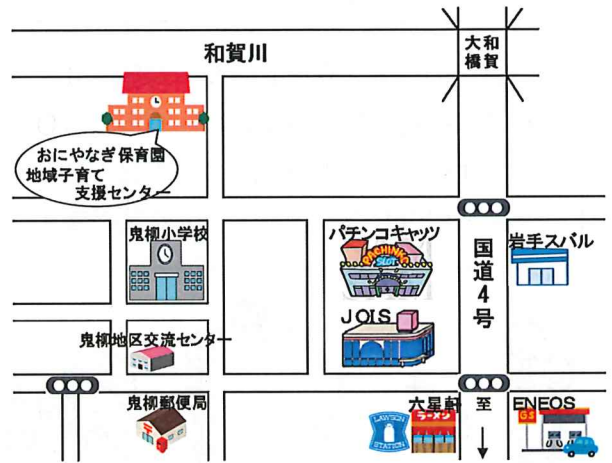 和賀川
大和
橋賀
おにやなぎ保育園
地域子育て
支援センター
鬼柳小学校
パチンコキャッツ
PACHINKO
SLOT
国道4号
岩手スバル
JOIS
鬼柳地区交流センター
鬼柳郵便局
LAWSON
STATION
六星軒
ラーメン
至
ENEOS
GS